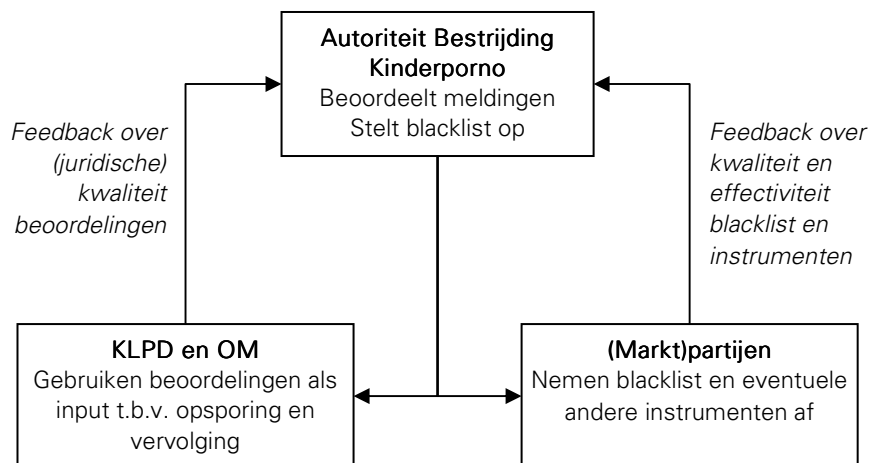 Autoriteit Bestrijding
Kinderporno
Beoordeelt meldingen
Stelt blacklist op
Feedback over
(juridische)
kwaliteit
beoordelingen
Feedback over
kwaliteit en
effectiviteit
blacklist en
instrumenten
KLPD en OM
Gebruiken beoordelingen als
input t.b.v. opsporing en
vervolging
(Markt)partijen
Nemen blacklist en eventuele
andere instrumenten af